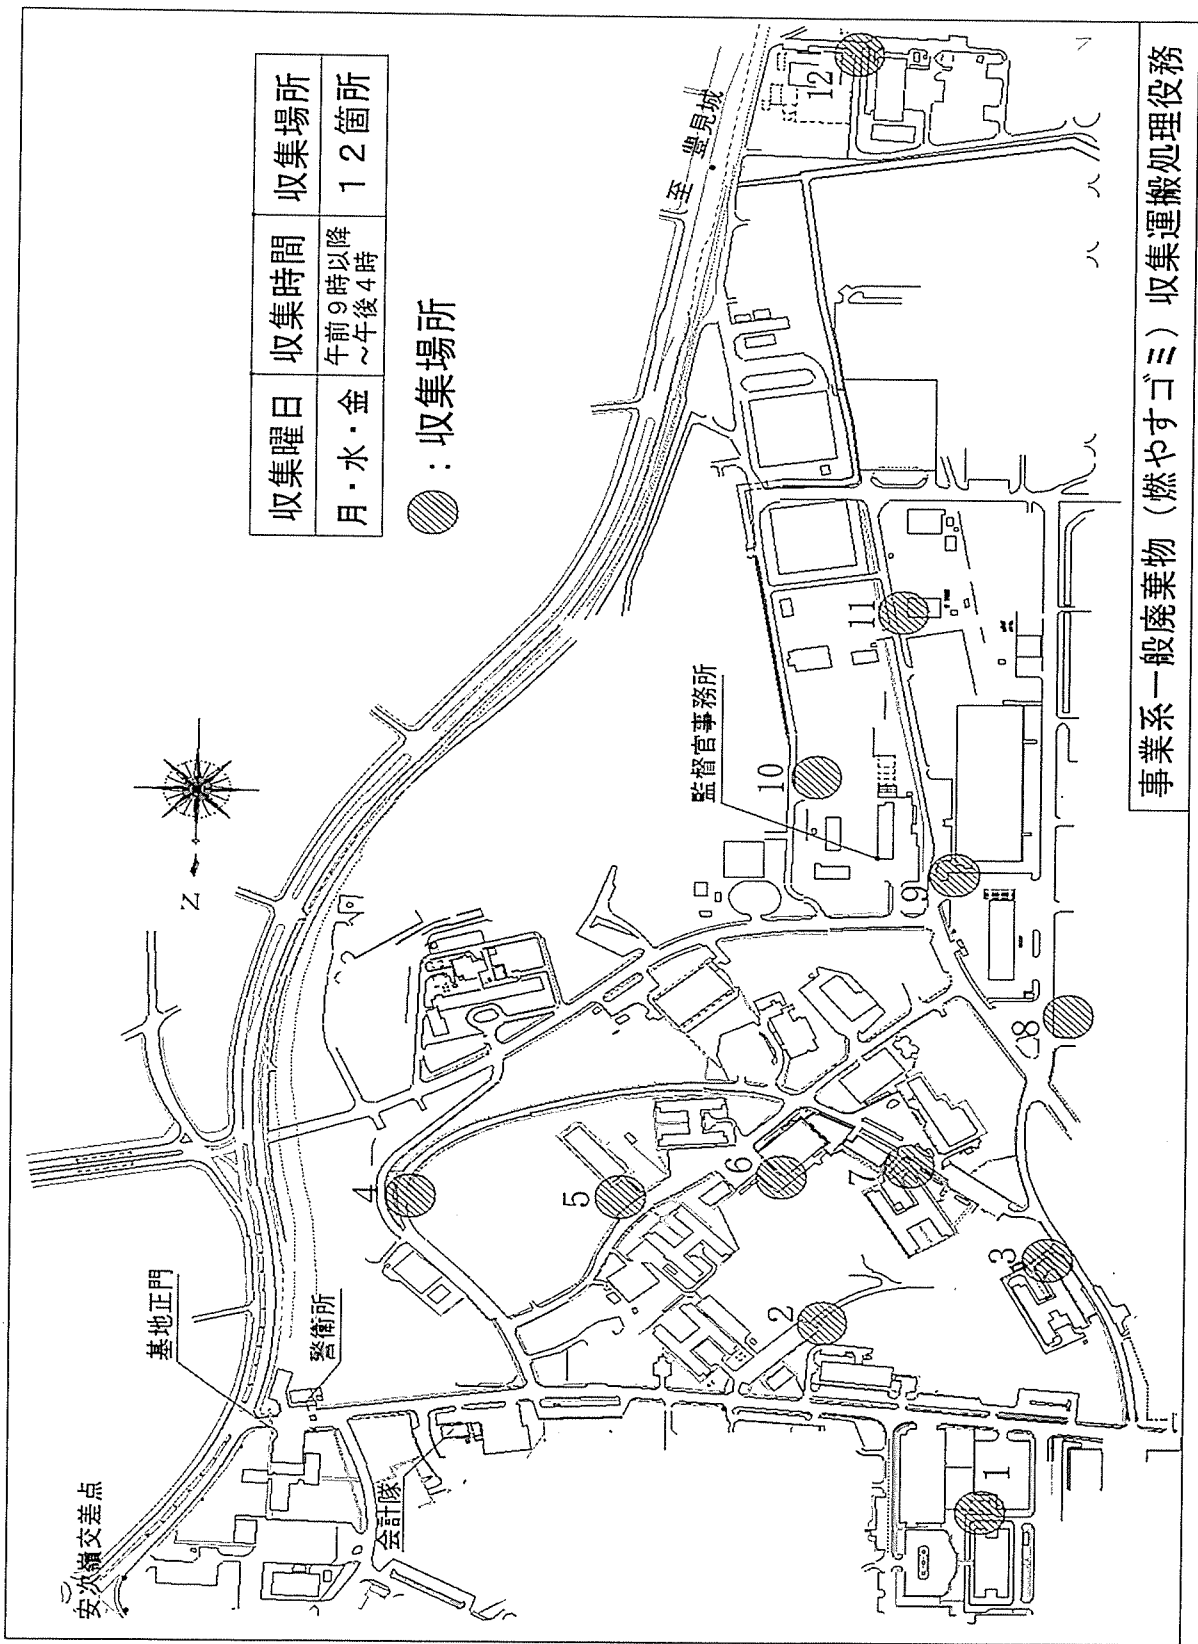 収集曜日 収集時間 収集場所
月・水・金 午前9時以降 12箇所
～午後4時
：収集場所
N
至 豊見城
安次嶺交差点
基地正門
警衛所
会計隊
監督官事務所
1
2
3
4
5
6
7
8
9
10
11
12
事業系一般廃棄物（燃やすゴミ）収集運搬処理役務